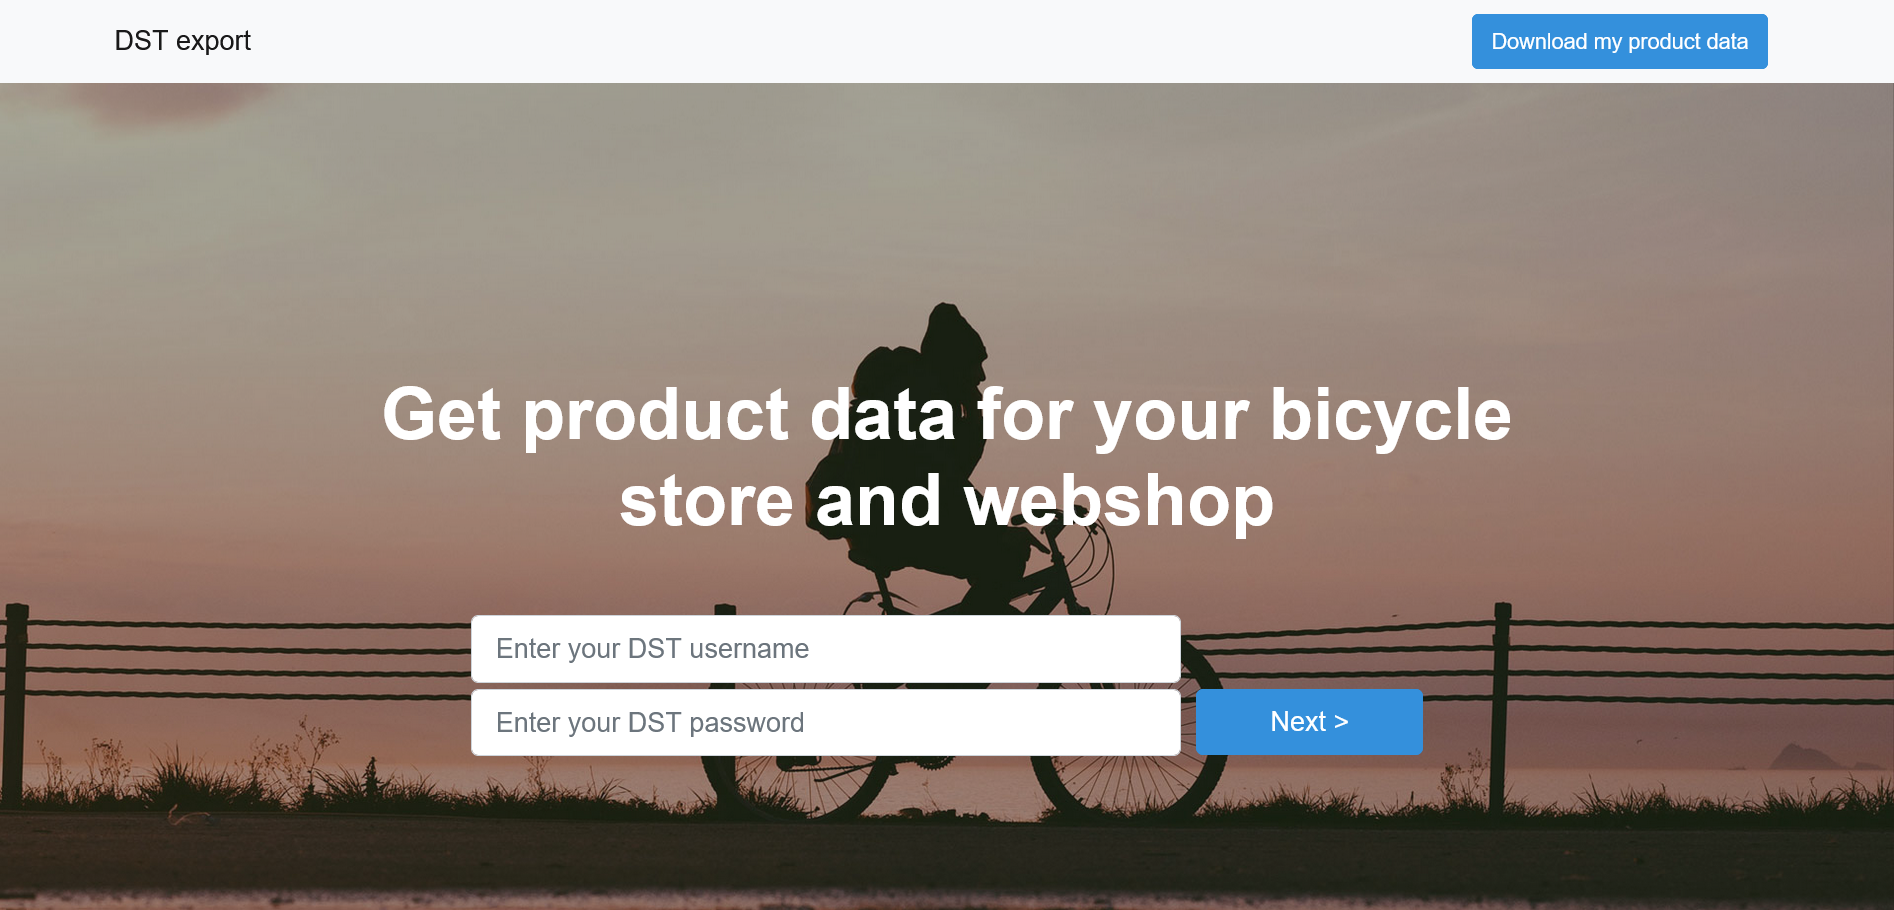 DST export
Download my product data
Get product data for your bicycle
store and webshop
Enter your DST username
Enter your DST password
Next >